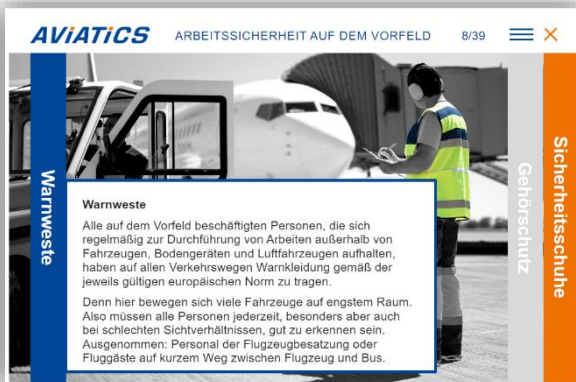 AViATiCS
ARBEITSSICHERHEIT AUF DEM VORFELD
8/39
Warnweste
Warnweste
Alle auf dem Vorfeld beschäftigten Personen, die sich
regelmäßig zur Durchführung von Arbeiten außerhalb von
Fahrzeugen, Bodengeräten und Luftfahrzeugen aufhalten,
haben auf allen Verkehrswegen Warnkleidung gemäß der
jeweils gültigen europäischen Norm zu tragen.
Denn hier bewegen sich viele Fahrzeuge auf engstem Raum.
Also müssen alle Personen jederzeit, besonders aber auch
bei schlechten Sichtverhältnissen, gut zu erkennen sein.
Ausgenommen: Personal der Flugzeugbesatzung oder
Fluggäste auf kurzem Weg zwischen Flugzeug und Bus.
Gehörschutz
Sicherheitsschuhe